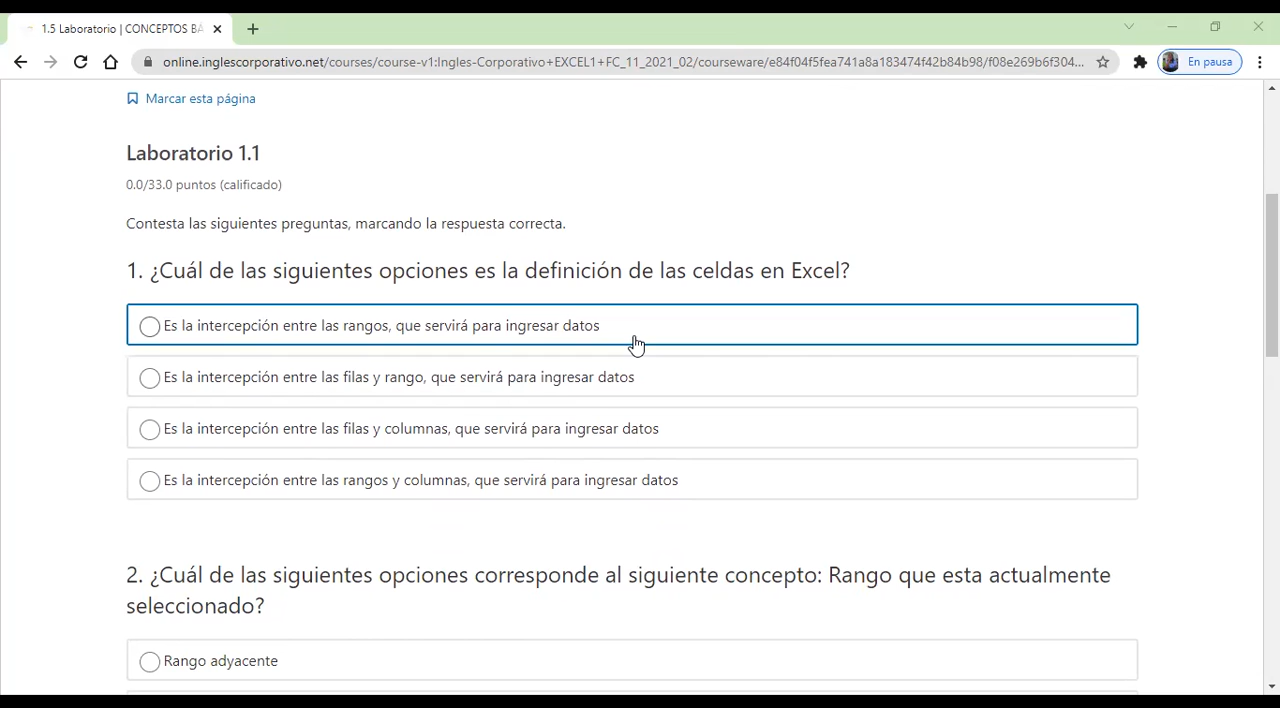 1.5 Laboratorio | CONCEPTOS BÁ
online.inglescorporativo.net/courses/course-v1:Ingles-Corporativo+EXCEL1+FC_11_2021_02/courseware/e84f04f5fea741a8a183474f42b84b98/f08e269b6f304...
En pausa
Marcar esta página
Laboratorio 1.1
0.0/33.0 puntos (calificado)
Contesta las siguientes preguntas, marcando la respuesta correcta.
1. ¿Cuál de las siguientes opciones es la definición de las celdas en Excel?
Es la intercepción entre las rangos, que servirá para ingresar datos
Es la intercepción entre las filas y rango, que servirá para ingresar datos
Es la intercepción entre las filas y columnas, que servirá para ingresar datos
Es la intercepción entre las rangos y columnas, que servirá para ingresar datos
2. ¿Cuál de las siguientes opciones corresponde al siguiente concepto: Rango que esta actualmente
seleccionado?
Rango adyacente